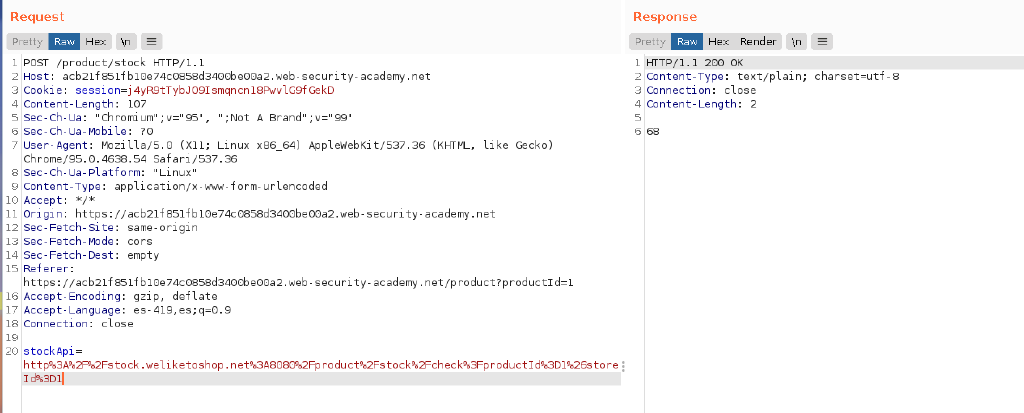 Request
Response
Pretty Raw Hex \n
Pretty Raw Hex Render \n
1 POST /product/stock HTTP/1.1
2 Host: acb21f851fb10e74c0858d3400be00a2.web-security-academy.net
3 Cookie: session=j4yR9tTybJO9Ismqncn18PwvlG9fGekD
4 Content-Length: 107
5 Sec-Ch-Ua: "Chromium";v="95", ";Not A Brand";v="99"
6 Sec-Ch-Ua-Mobile: ?0
7 User-Agent: Mozilla/5.0 (X11; Linux x86_64) AppleWebKit/537.36 (KHTML, like Gecko)
Chrome/95.0.4638.54 Safari/537.36
8 Sec-Ch-Ua-Platform: "Linux"
9 Content-Type: application/x-www-form-urlencoded
10 Accept: */*
11 Origin: https://acb21f851fb10e74c0858d3400be00a2.web-security-academy.net
12 Sec-Fetch-Site: same-origin
13 Sec-Fetch-Mode: cors
14 Sec-Fetch-Dest: empty
15 Referer:
https://acb21f851fb10e74c0858d3400be00a2.web-security-academy.net/product?productId=1
16 Accept-Encoding: gzip, deflate
17 Accept-Language: es-419,es;q=0.9
18 Connection: close
19
20 stockApi=
http%3A%2F%2Fstock.weliketoshop.net%3A8080%2Fproduct%2Fstock%2Fcheck%3FproductId%3D1%26store
Id%3D1
1 HTTP/1.1 200 OK
2 Content-Type: text/plain; charset=utf-8
3 Connection: close
4 Content-Length: 2
5
6 68